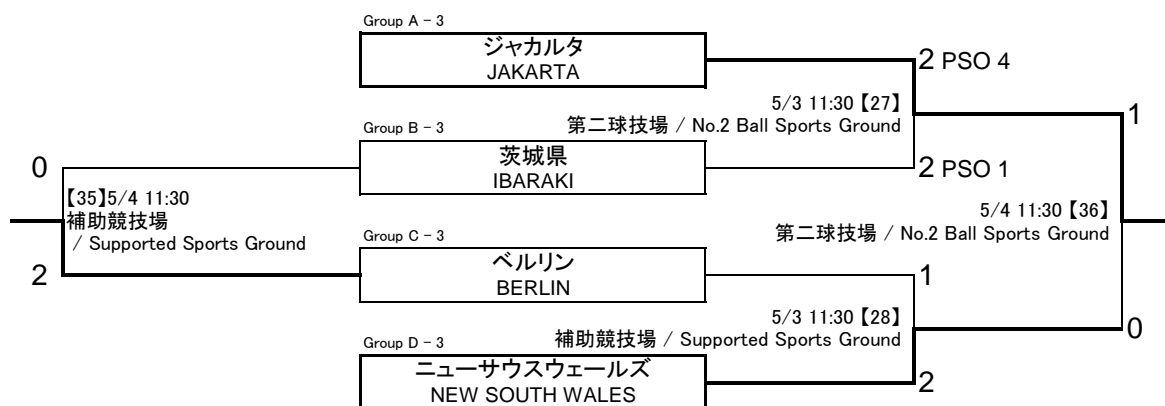 Group A - 3
ジャカルタ
JAKARTA
2 PSO 4
5/3 11:30 【27】
第二球技場 / No.2 Ball Sports Ground
1
Group B - 3
茨城県
IBARAKI
0
2 PSO 1
【35】5/4 11:30
補助競技場
/ Supported Sports Ground
5/4 11:30 【36】
第二球技場 / No.2 Ball Sports Ground
Group C - 3
ベルリン
BERLIN
2
1
5/3 11:30 【28】
補助競技場 / Supported Sports Ground
0
Group D - 3
ニューサウスウェールズ
NEW SOUTH WALES
2